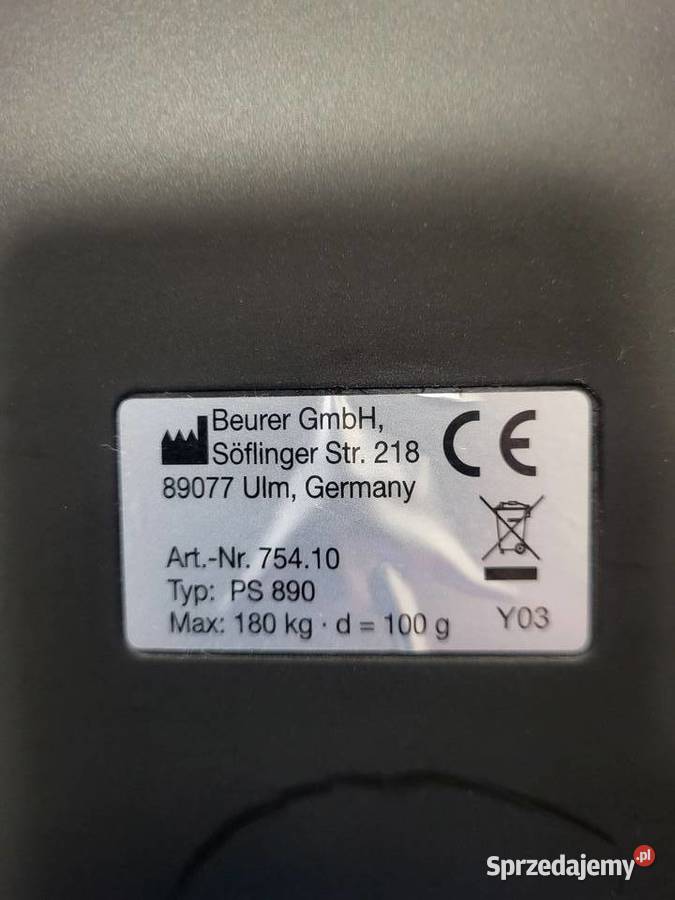 Beurer GmbH,
Söflinger Str. 218
89077 Ulm, Germany
CE
Art.-Nr. 754.10
Typ: PS 890
Max: 180 kg · d = 100 g
Y03
Sprzedajemy.pl